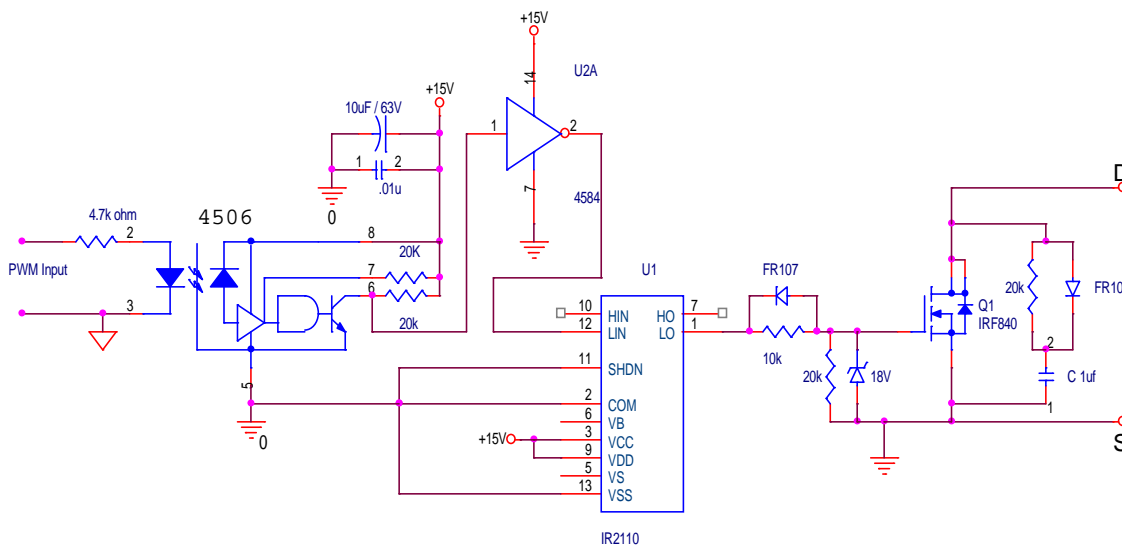 +15V
U2A
14
+15V
10uF / 63V
1
2
1
2
.01u
7
4584
0
4.7k ohm
4506
2
8
20K
7
6
20k
PWM Input
3
5
0
U1
10
HIN
12
LIN
11
SHDN
2
COM
6
VB
+15V
3
VCC
9
VDD
5
VS
13
VSS
7
HO
1
LO
IR2110
FR107
10k
20k
18V
D
Q1
IRF840
20k
FR10
2
C 1uf
1
S